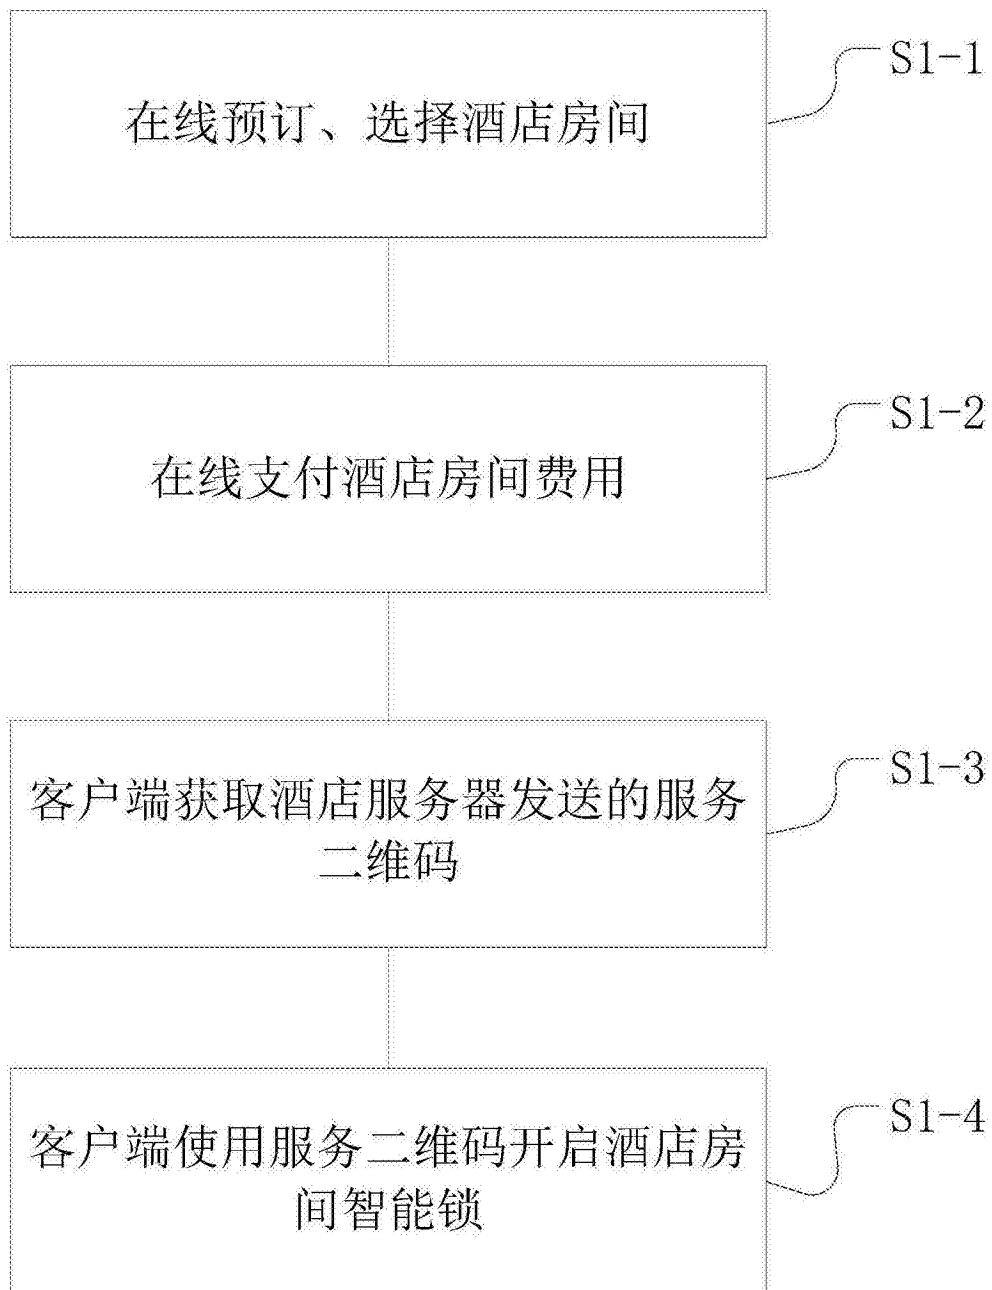 在线预订、选择酒店房间
S1-1
在线支付酒店房间费用
S1-2
客户端获取酒店服务器发送的服务
二维码
S1-3
客户端使用服务二维码开启酒店房
间智能锁
S1-4